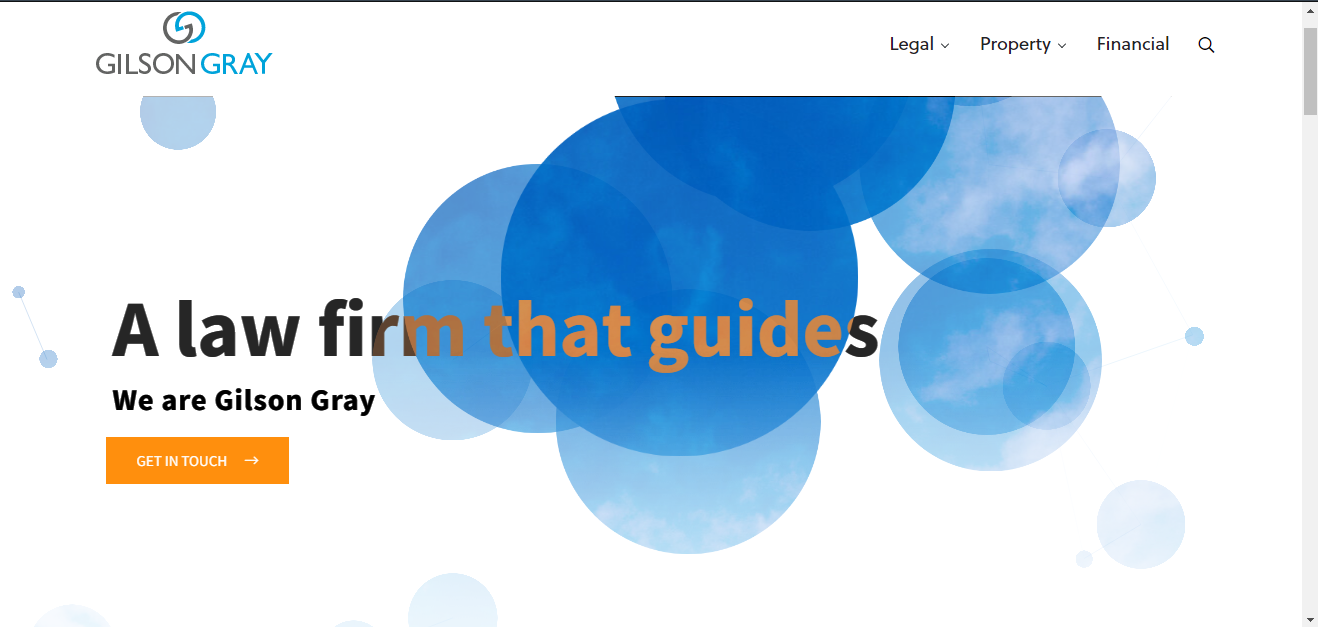 GILSON GRAY
Legal Property Financial
A law firm that guides
We are Gilson Gray
GET IN TOUCH →